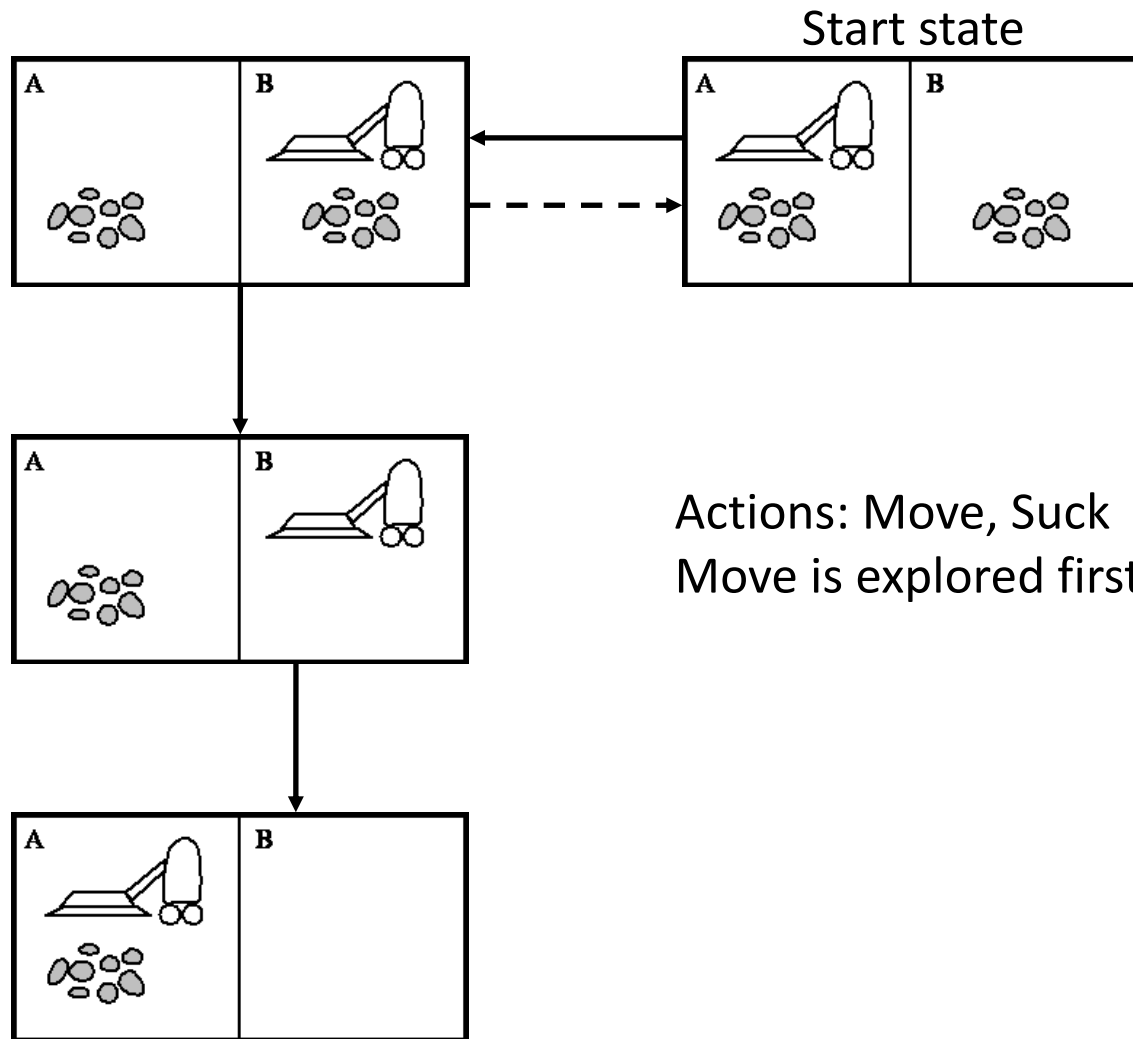 Start state
A B
A B
A B
Actions: Move, Suck
Move is explored first
A B